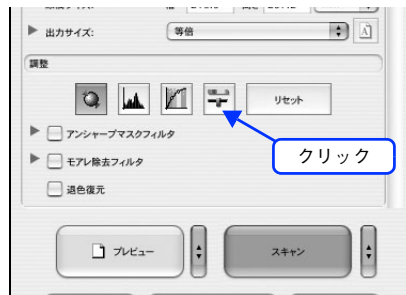 出力サイズ: 等倍
調整
リセット
アンシャープマスクフィルタ
クリック
モアレ除去フィルタ
退色復元
プレビュー
スキャン